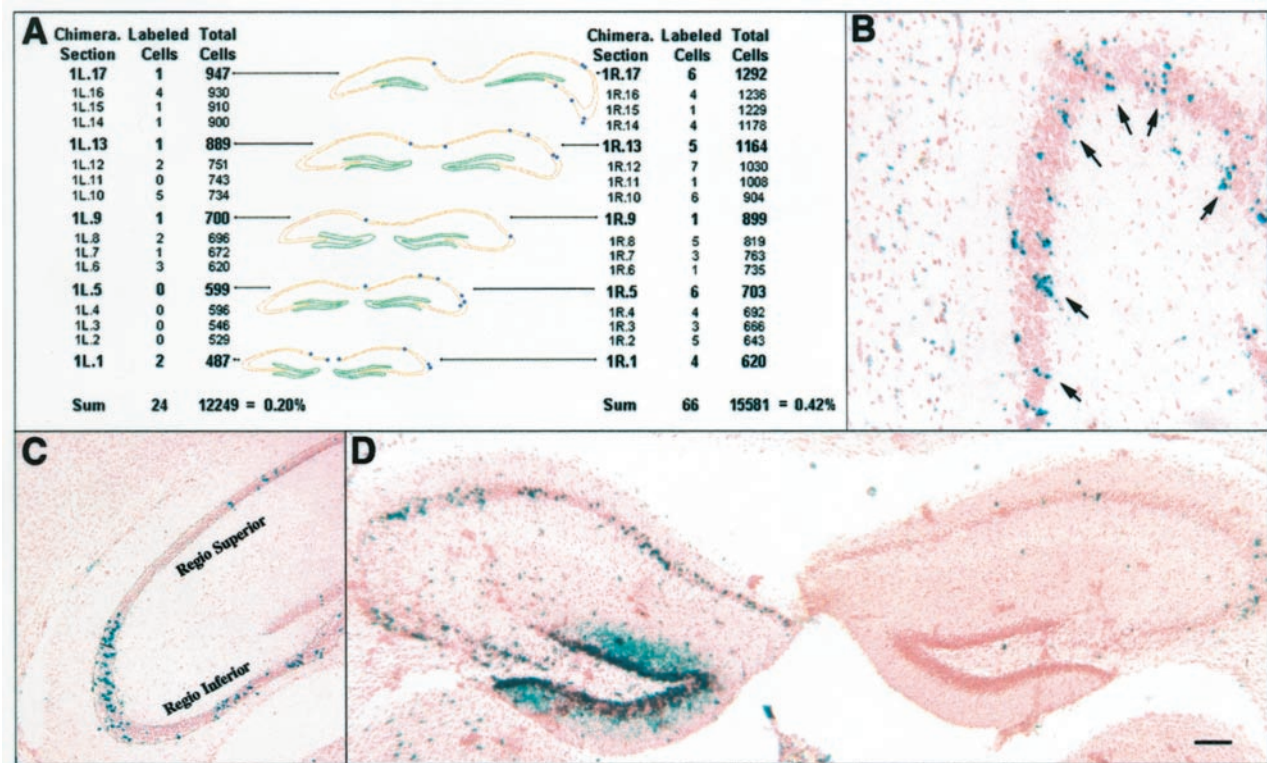 A
Chimera. Labeled Total
Section Cells Cells
1L.17 1 947
1L.16 4 930
1L.15 1 910
1L.14 1 900
1L.13 1 889
1L.12 2 751
1L.11 0 743
1L.10 5 734
1L.9 1 700
1L.8 2 696
1L.7 1 672
1L.6 3 620
1L.5 0 599
1L.4 0 596
1L.3 0 546
1L.2 0 529
1L.1 2 487
Sum 24 12249 = 0.20%
Chimera. Labeled Total
Section Cells Cells
1R.17 6 1292
1R.16 4 1236
1R.15 1 1229
1R.14 4 1178
1R.13 5 1164
1R.12 7 1030
1R.11 1 1008
1R.10 6 904
1R.9 1 899
1R.8 5 819
1R.7 3 763
1R.6 1 735
1R.5 6 703
1R.4 4 692
1R.3 3 666
1R.2 5 643
1R.1 4 620
Sum 66 15581 = 0.42%
B
C
Regio Superior
Regio Inferior
D